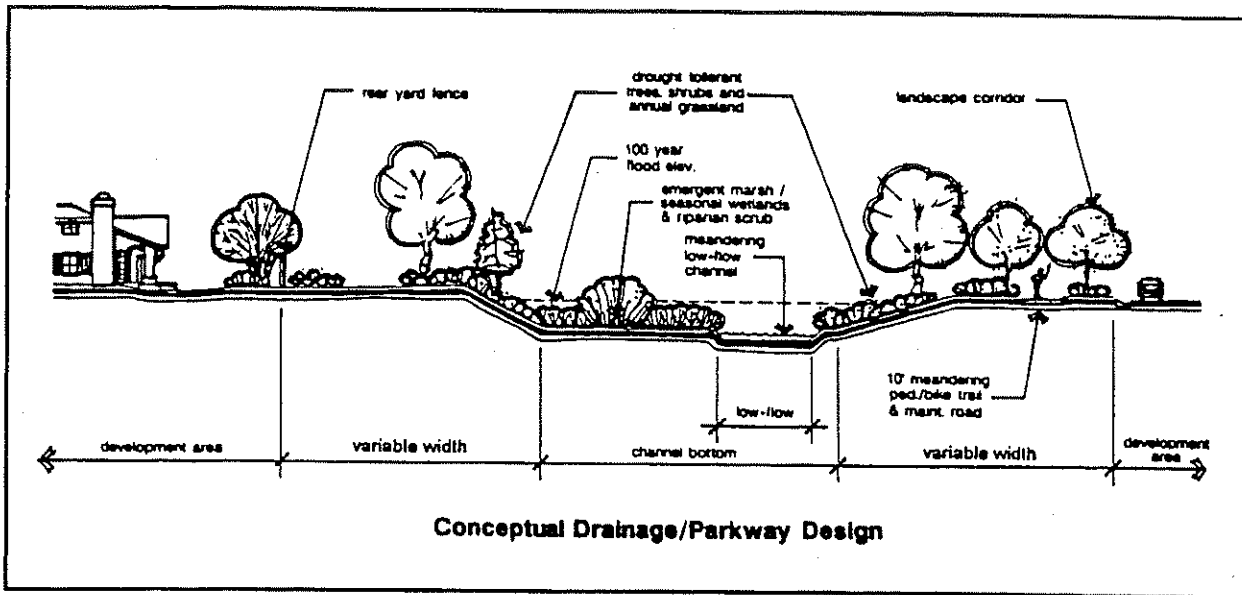 rear yard fence
drought tollerant
trees, shrubs and
annual grassland
landscape corridor
100 year
flood elev.
emergent marsh /
seasonal wetlands
& riparian scrub
meandering
low-flow
channel
10' meandering
ped./bike trail
& maint. road
low-flow
development area
variable width
channel bottom
variable width
development
area
Conceptual Drainage/Parkway Design